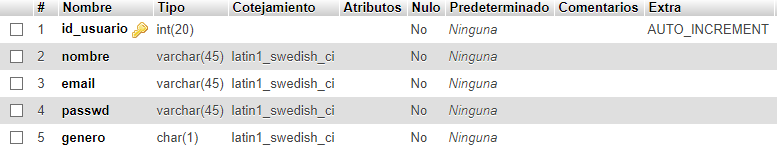 # Nombre Tipo Cotejamiento Atributos Nulo Predeterminado Comentarios Extra
1 id_usuario int(20) No Ninguna AUTO_INCREMENT
2 nombre varchar(45) latin1_swedish_ci No Ninguna
3 email varchar(45) latin1_swedish_ci No Ninguna
4 passwd varchar(45) latin1_swedish_ci No Ninguna
5 genero char(1) latin1_swedish_ci No Ninguna